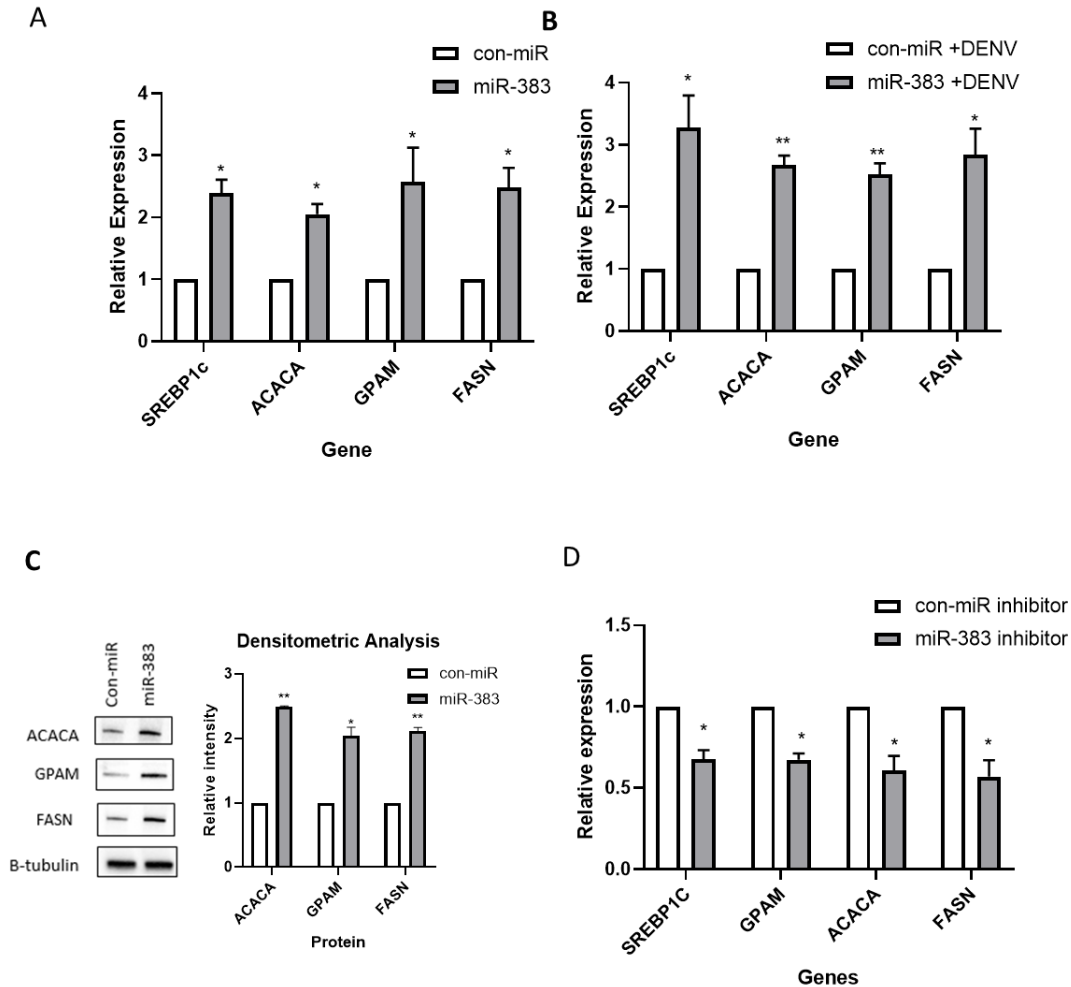 A
con-miR
miR-383
Relative Expression
4
3
2
1
0
*
*
*
*
SREBP1c
ACACA
GPAM
FASN
Gene
B
con-miR +DENV
miR-383 +DENV
Relative Expression
4
3
2
1
0
*
**
**
*
SREBP1c
ACACA
GPAM
FASN
Gene
C
Con-miR
miR-383
ACACA
GPAM
FASN
B-tubulin
Densitometric Analysis
con-miR
miR-383
Relative intensity
3
2
1
0
**
*
**
ACACA
GPAM
FASN
Protein
D
con-miR inhibitor
miR-383 inhibitor
Relative expression
1.5
1.0
0.5
0.0
*
*
*
*
SREBP1C
GPAM
ACACA
FASN
Genes